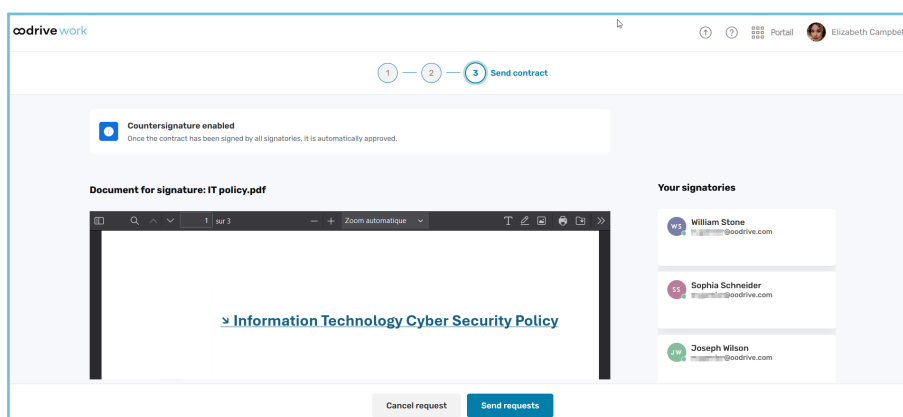 oodrive work
Portail
Elizabeth Campbel
1
2
3 Send contract
Countersignature enabled
Once the contract has been signed by all signatories, it is automatically approved.
Document for signature: IT policy.pdf
Your signatories
1 sur 3
Zoom automatique
Information Technology Cyber Security Policy
WS William Stone
@oodrive.com
SS Sophia Schneider
@oodrive.com
JW Joseph Wilson
@oodrive.com
Cancel request
Send requests